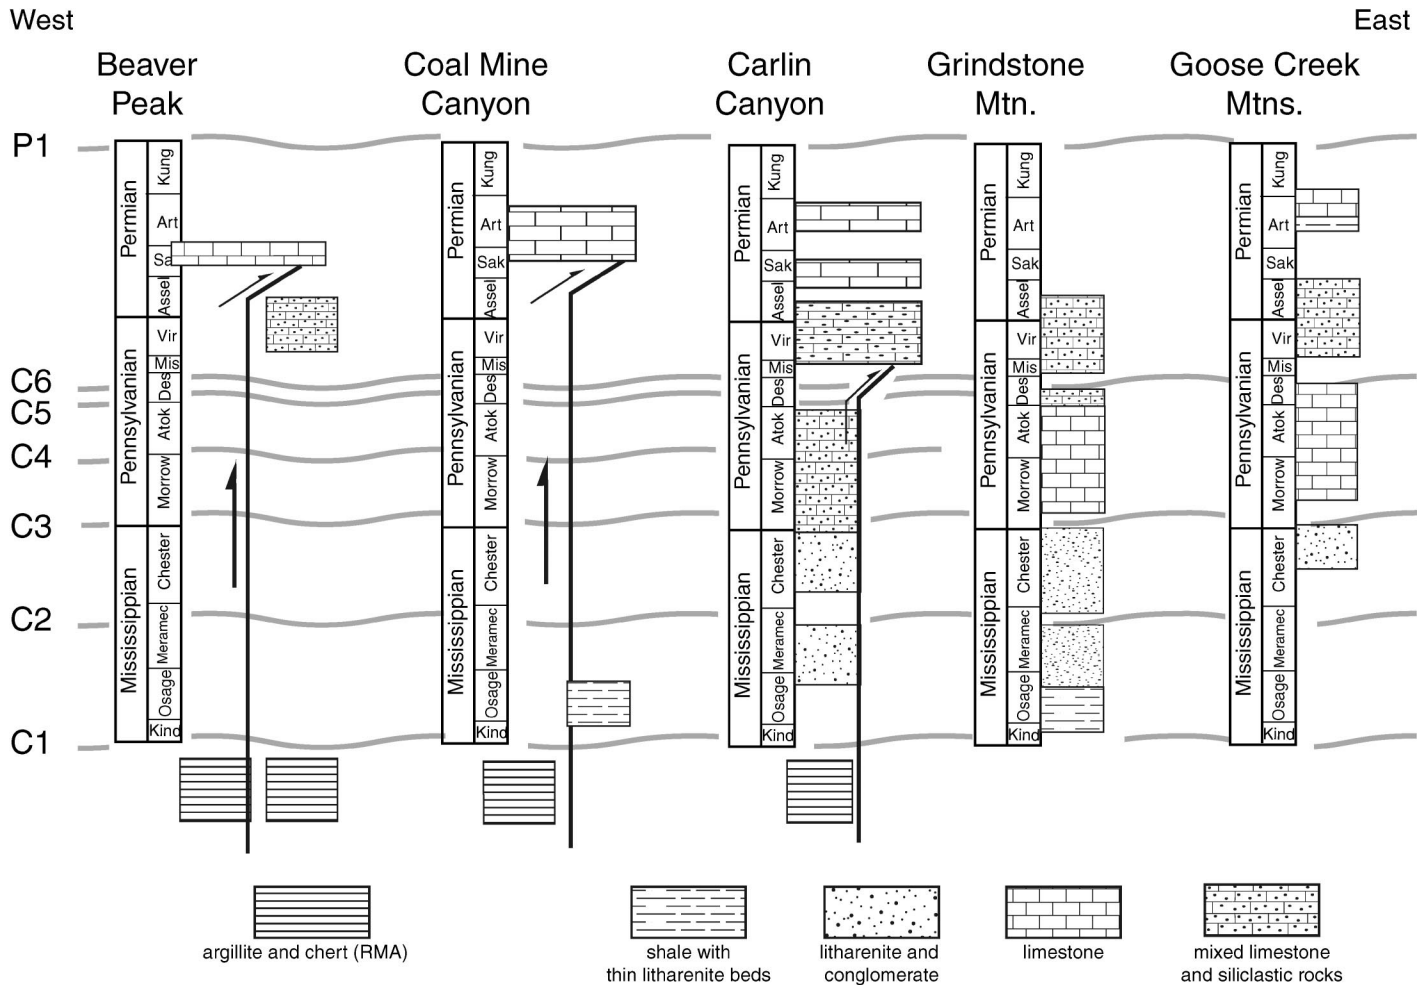 West
East
Beaver
Peak
Coal Mine
Canyon
Carlin
Canyon
Grindstone
Mtn.
Goose Creek
Mtns.
P1
C6
C5
C4
C3
C2
C1
Permian
Pennsylvanian
Mississippian
Kung
Art
Sa
Assel
Vir
Mis
Des
Atok
Morrow
Chester
Meramec
Osage
Kind
Permian
Pennsylvanian
Mississippian
Kung
Art
Sak
Assel
Vir
Mis
Des
Atok
Morrow
Chester
Meramec
Osage
Kind
Permian
Pennsylvanian
Mississippian
Kung
Art
Sak
Assel
Vir
Mis
Des
Atok
Morrow
Chester
Meramec
Osage
Kind
Permian
Pennsylvanian
Mississippian
Kung
Art
Sak
Assel
Vir
Mis
Des
Atok
Morrow
Chester
Meramec
Osage
Kind
Permian
Pennsylvanian
Mississippian
Kung
Art
Sak
Assel
Vir
Mis
Des
Atok
Morrow
Chester
Meramec
Osage
Kind
argillite and chert (RMA)
shale with
thin litharenite beds
litharenite and
conglomerate
limestone
mixed limestone
and siliclastic rocks